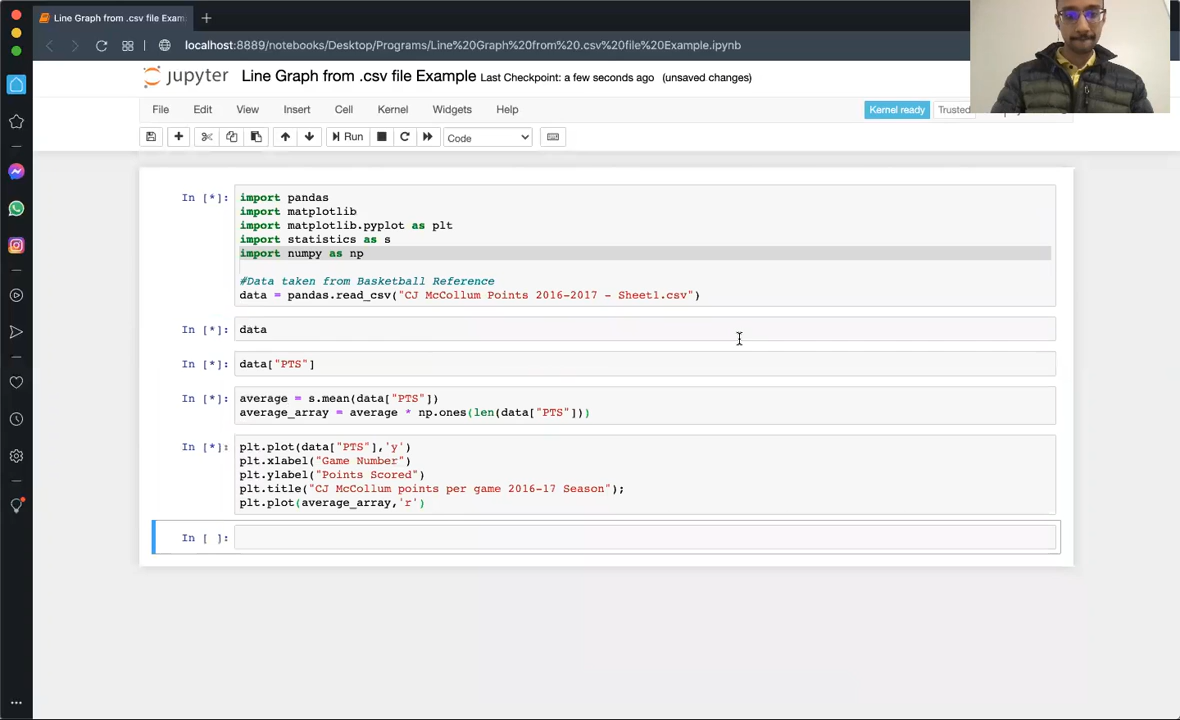 Line Graph from .csv file Exam
localhost:8889/notebooks/Desktop/Programs/Line%20Graph%20from%20.csv%20file%20Example.ipynb
jupyter Line Graph from .csv file Example Last Checkpoint: a few seconds ago (unsaved changes)
File Edit View Insert Cell Kernel Widgets Help Kernel ready Trusted
Run Code
In [*]: import pandas
import matplotlib
import matplotlib.pyplot as plt
import statistics as s
import numpy as np
#Data taken from Basketball Reference
data = pandas.read_csv("CJ McCollum Points 2016-2017 - Sheet1.csv")
In [*]: data
In [*]: data["PTS"]
In [*]: average = s.mean(data["PTS"])
average_array = average * np.ones(len(data["PTS"]))
In [*]: plt.plot(data["PTS"],'y')
plt.xlabel("Game Number")
plt.ylabel("Points Scored")
plt.title("CJ McCollum points per game 2016-17 Season");
plt.plot(average_array,'r')
In [ ]: